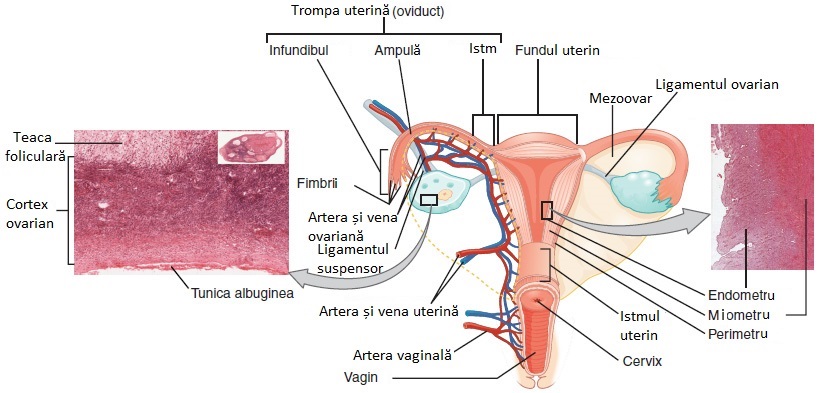 Trompa uterină (oviduct)
Infundibul
Ampulă
Istm
Fundul uterin
Ligamentul ovarian
Mezoovar
Teaca
foliculară
Cortex
ovarian
Fimbrii
Artera și vena
ovariană
Ligamentul
suspensor
Tunica albuginea
Artera și vena uterină
Artera vaginală
Vagin
Endometru
Miometru
Perimetru
Istmul
uterin
Cervix